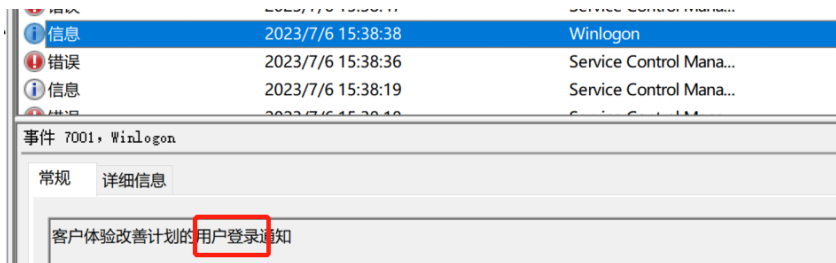 信息 2023/7/6 15:38:38 Winlogon
错误 2023/7/6 15:38:36 Service Control Mana...
信息 2023/7/6 15:38:19 Service Control Mana...
事件 7001，Winlogon
常规 详细信息
客户体验改善计划的用户登录通知